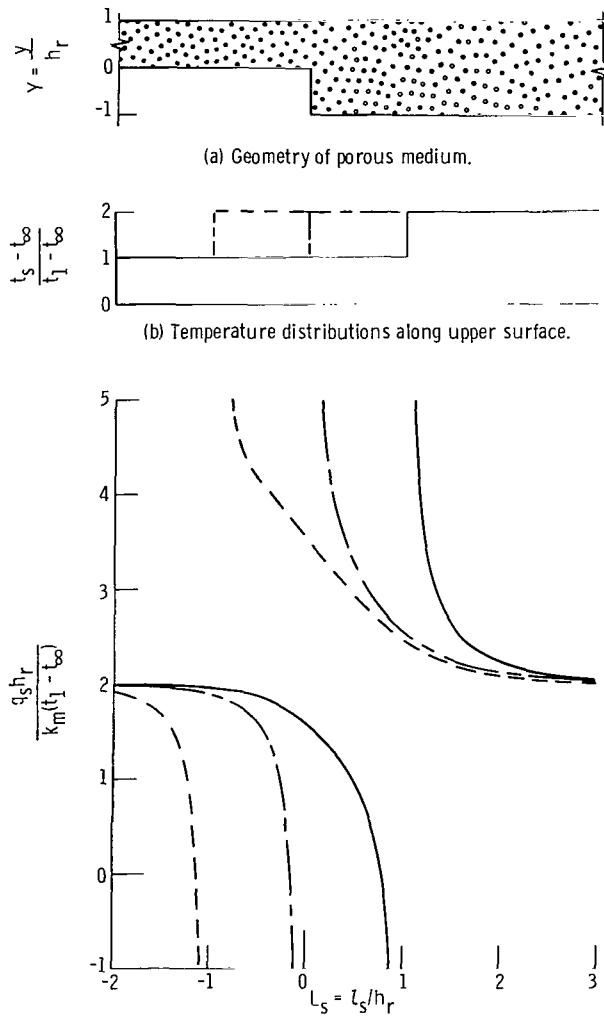 Y = y/h_r
1
0
-1
(a) Geometry of porous medium.
t_s - t_∞ / t_1 - t_∞
2
1
0
(b) Temperature distributions along upper surface.
q_s h_r / k_m(t_1 - t_∞)
5
4
3
2
1
0
-1
-2 -1 0 1 2 3
L_s = l_s/h_r